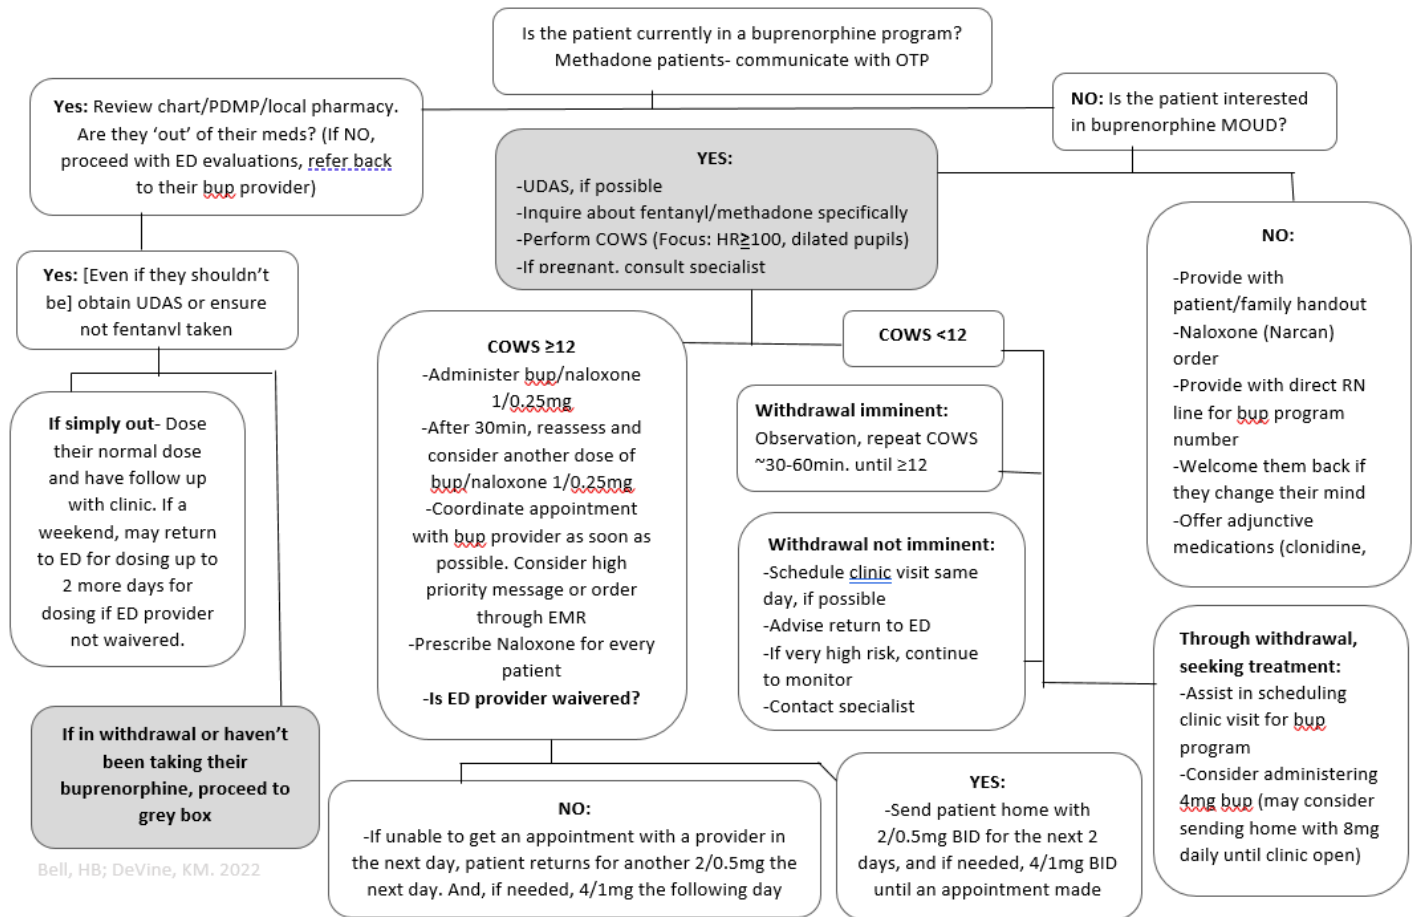 Is the patient currently in a buprenorphine program?
Methadone patients- communicate with OTP
Yes: Review chart/PDMP/local pharmacy.
Are they ‘out’ of their meds? (If NO,
proceed with ED evaluations, refer back
to their bup provider)
NO: Is the patient interested
in buprenorphine MOUD?
YES:
-UDAS, if possible
-Inquire about fentanyl/methadone specifically
-Perform COWS (Focus: HR≥100, dilated pupils)
-If pregnant, consult specialist
NO:
-Provide with
patient/family handout
-Naloxone (Narcan)
order
-Provide with direct RN
line for bup program
number
-Welcome them back if
they change their mind
-Offer adjunctive
medications (clonidine,
Yes: [Even if they shouldn’t
be] obtain UDAS or ensure
not fentanyl taken
If simply out- Dose
their normal dose
and have follow up
with clinic. If a
weekend, may return
to ED for dosing up to
2 more days for
dosing if ED provider
not waivered.
If in withdrawal or haven’t
been taking their
buprenorphine, proceed to
grey box
COWS ≥12
-Administer bup/naloxone
1/0.25mg
-After 30min, reassess and
consider another dose of
bup/naloxone 1/0.25mg
-Coordinate appointment
with bup provider as soon as
possible. Consider high
priority message or order
through EMR
-Prescribe Naloxone for every
patient
-Is ED provider waivered?
COWS <12
Withdrawal imminent:
Observation, repeat COWS
~30-60min. until ≥12
Withdrawal not imminent:
-Schedule clinic visit same
day, if possible
-Advise return to ED
-If very high risk, continue
to monitor
-Contact specialist
Through withdrawal,
seeking treatment:
-Assist in scheduling
clinic visit for bup
program
-Consider administering
4mg bup (may consider
sending home with 8mg
daily until clinic open)
NO:
-If unable to get an appointment with a provider in
the next day, patient returns for another 2/0.5mg the
next day. And, if needed, 4/1mg the following day
YES:
-Send patient home with
2/0.5mg BID for the next 2
days, and if needed, 4/1mg BID
until an appointment made
Bell, HB; DeVine, KM. 2022